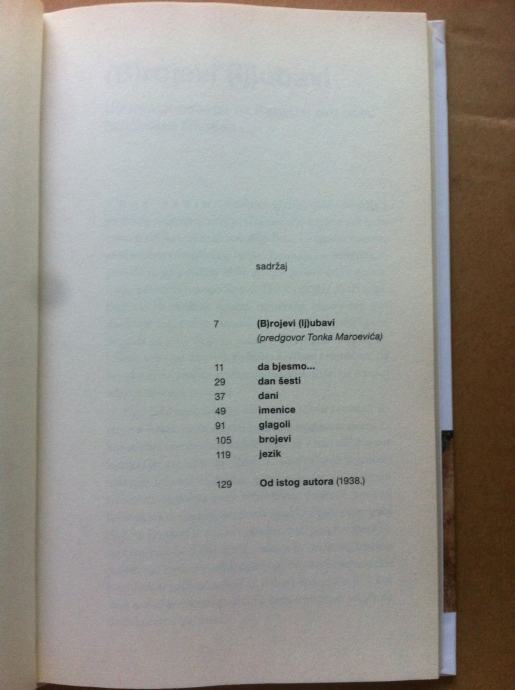 sadržaj
7 (B)rojevi (lj)ubavi
(predgovor Tonka Maroevića)
11 da bjesmo...
29 dan šesti
37 dani
49 imenice
91 glagoli
105 brojevi
119 jezik
129 Od istog autora (1938.)